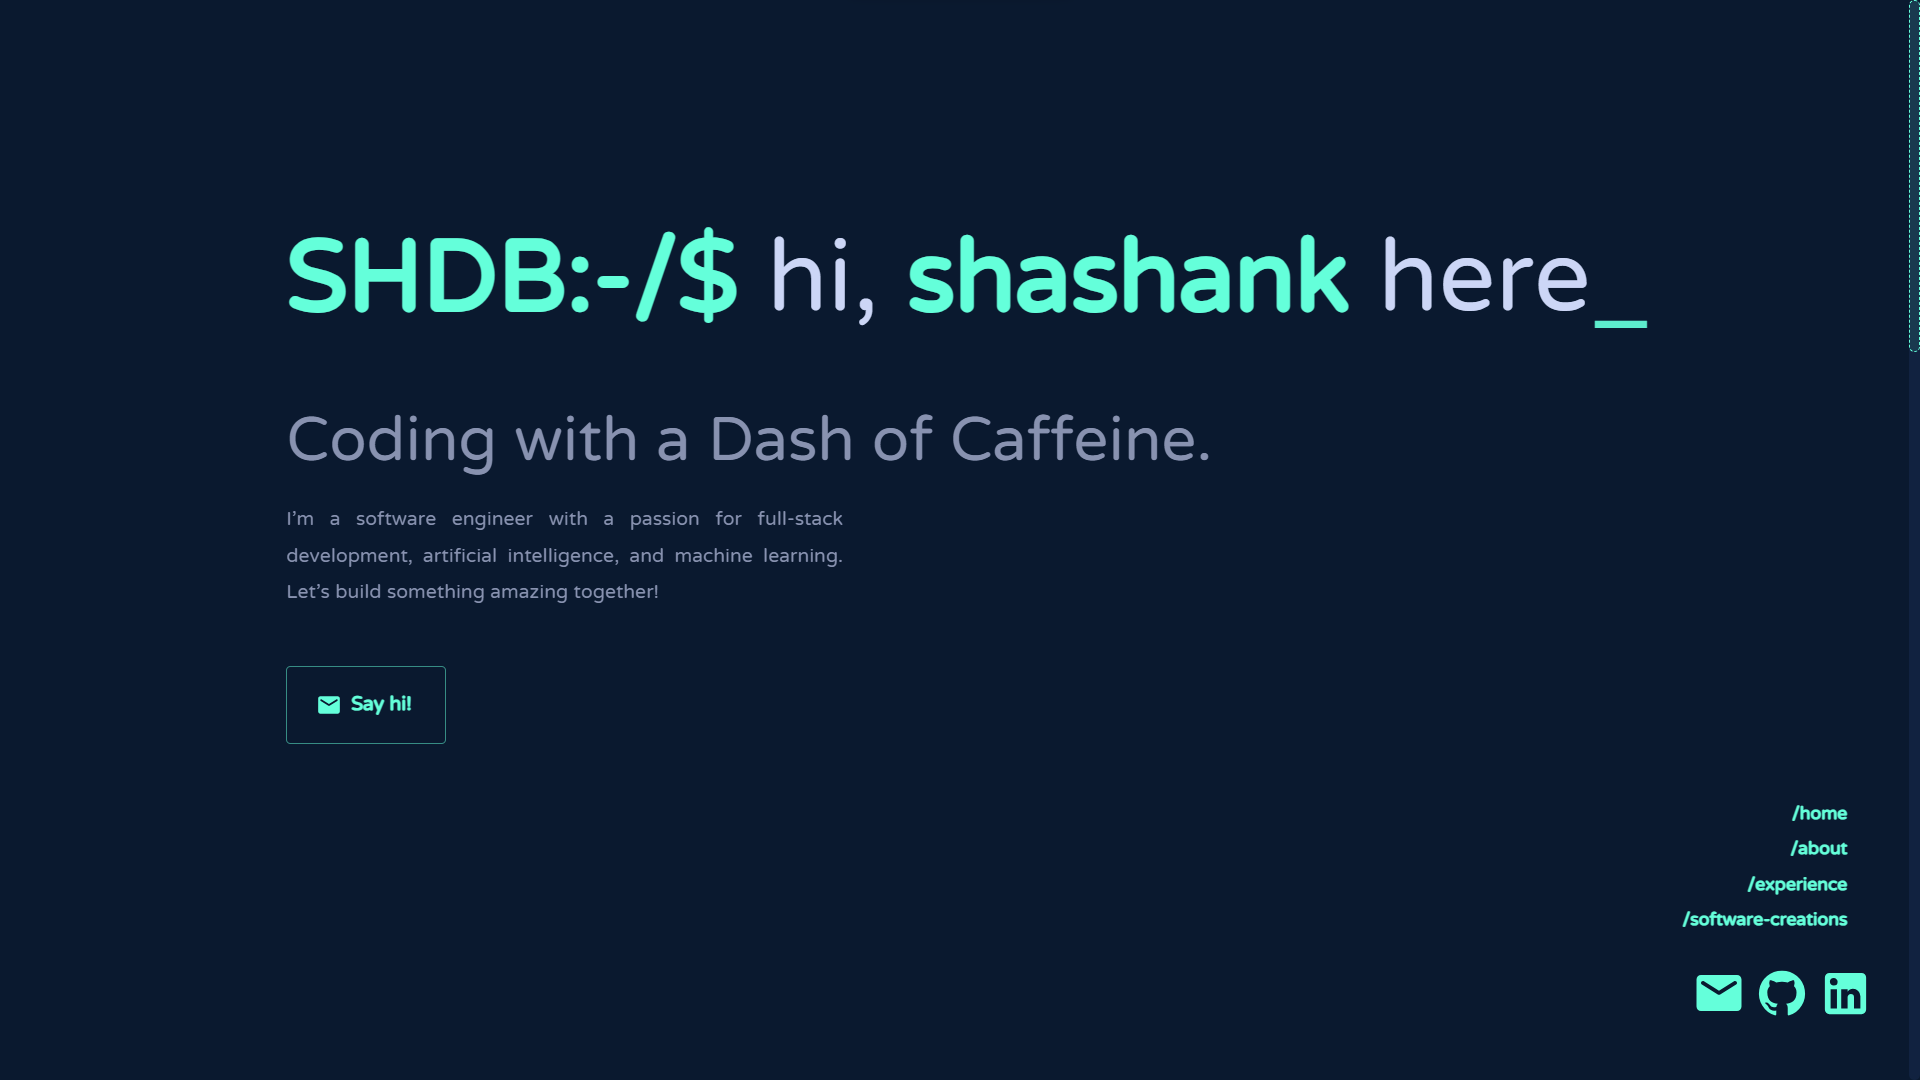 SHDB:-/$ hi, shashank here_
Coding with a Dash of Caffeine.
I'm a software engineer with a passion for full-stack
development, artificial intelligence, and machine learning.
Let's build something amazing together!
Say hi!
/home
/about
/experience
/software-creations
in